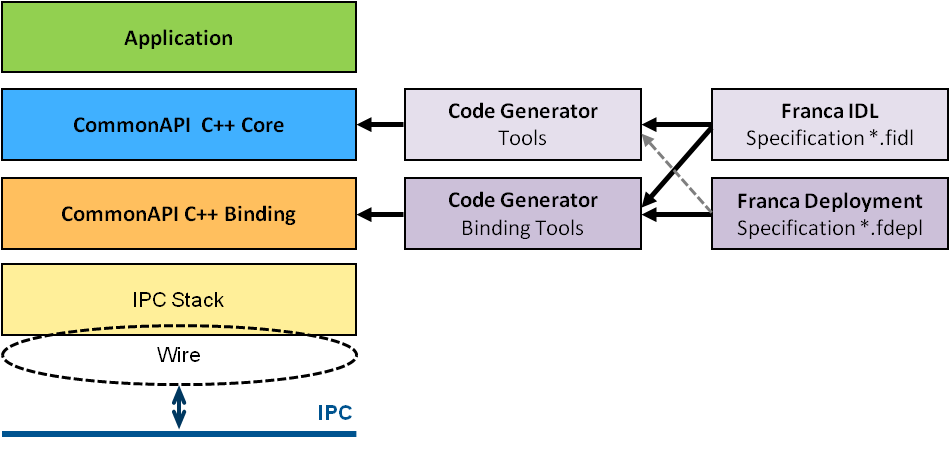 Application
CommonAPI  C++ Core
Code Generator
Tools
Franca IDL
Specification *.fidl
CommonAPI C++ Binding
Code Generator
Binding Tools
Franca Deployment
Specification *.fdepl
IPC Stack
Wire
IPC